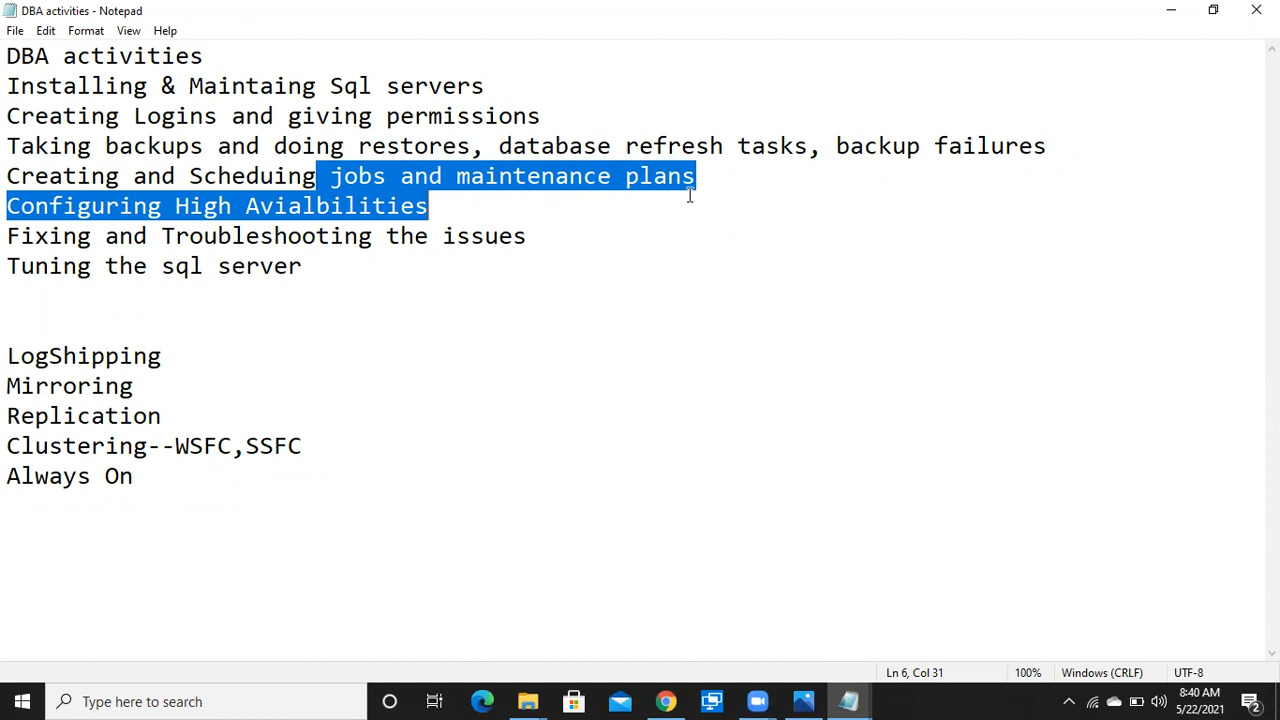 DBA activities - Notepad
File Edit Format View Help
DBA activities
Installing & Maintaing Sql servers
Creating Logins and giving permissions
Taking backups and doing restores, database refresh tasks, backup failures
Creating and Scheduing jobs and maintenance plans
Configuring High Avialbilities
Fixing and Troubleshooting the issues
Tuning the sql server
LogShipping
Mirroring
Replication
Clustering--WSFC,SSFC
Always On
Ln 6, Col 31 100% Windows (CRLF) UTF-8
Type here to search
8:40 AM
5/22/2021
2